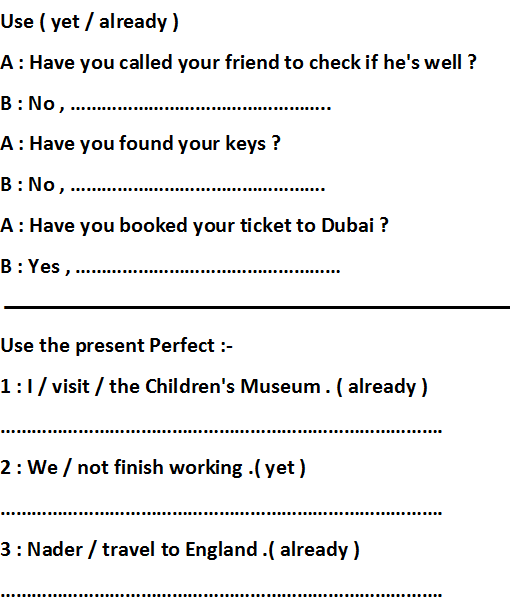 Use ( yet / already )
A : Have you called your friend to check if he's well ?
B : No , ..................................................
A : Have you found your keys ?
B : No , .................................................
A : Have you booked your ticket to Dubai ?
B : Yes , ...................................................
Use the present Perfect :-
1 : I / visit / the Children's Museum . ( already )
.....................................................................................
2 : We / not finish working .( yet )
.....................................................................................
3 : Nader / travel to England .( already )
.....................................................................................